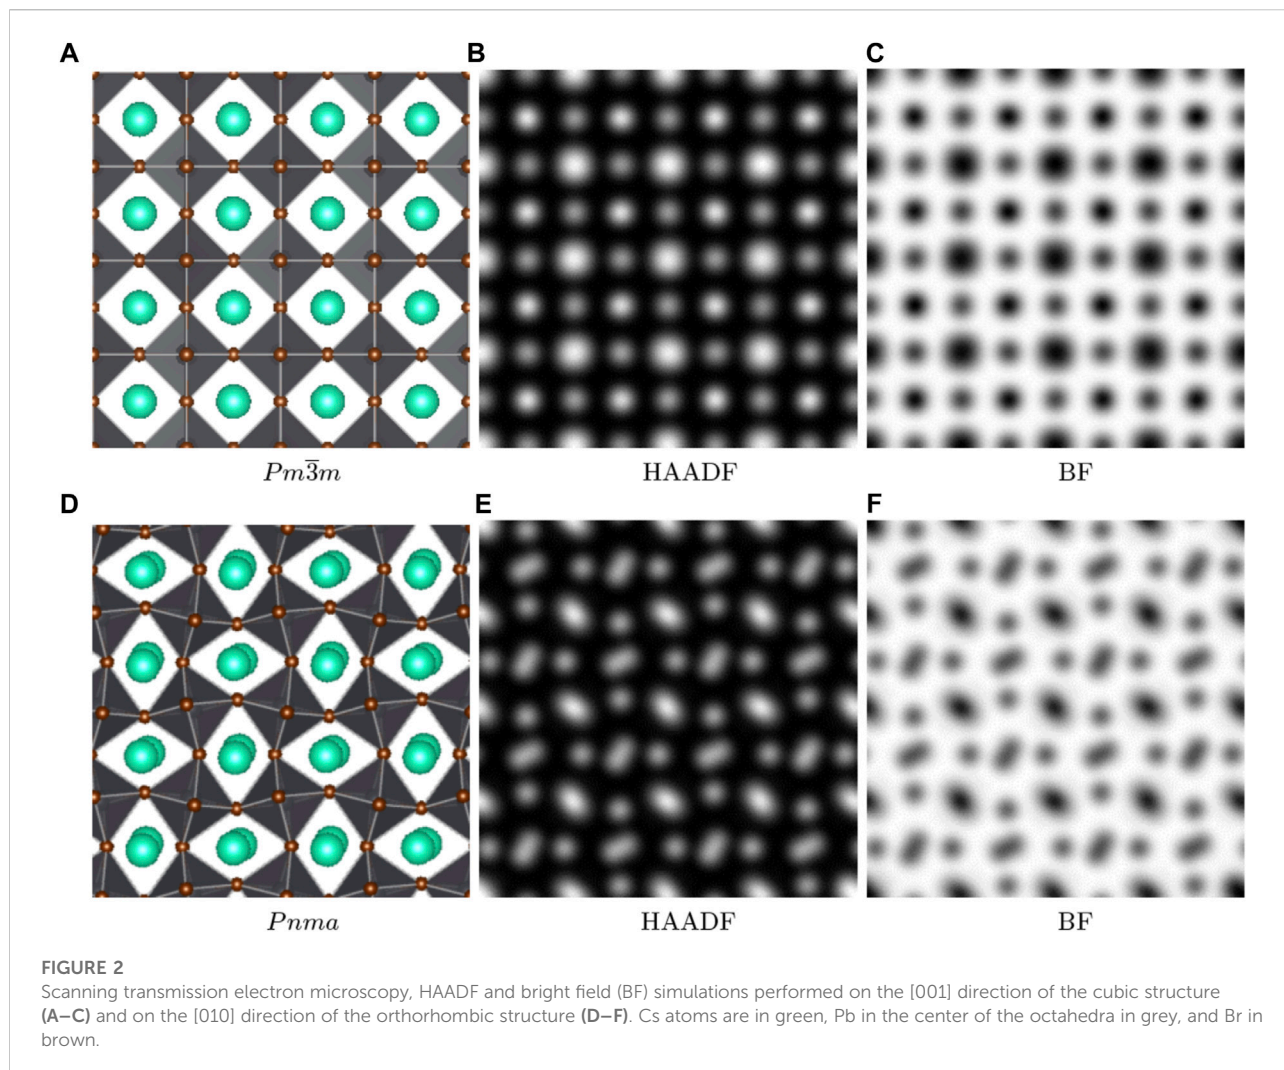 A
B
C
Pm3̅m
HAADF
BF
D
E
F
Pnma
HAADF
BF
FIGURE 2
Scanning transmission electron microscopy, HAADF and bright field (BF) simulations performed on the [001] direction of the cubic structure
(A–C) and on the [010] direction of the orthorhombic structure (D–F). Cs atoms are in green, Pb in the center of the octahedra in grey, and Br in
brown.